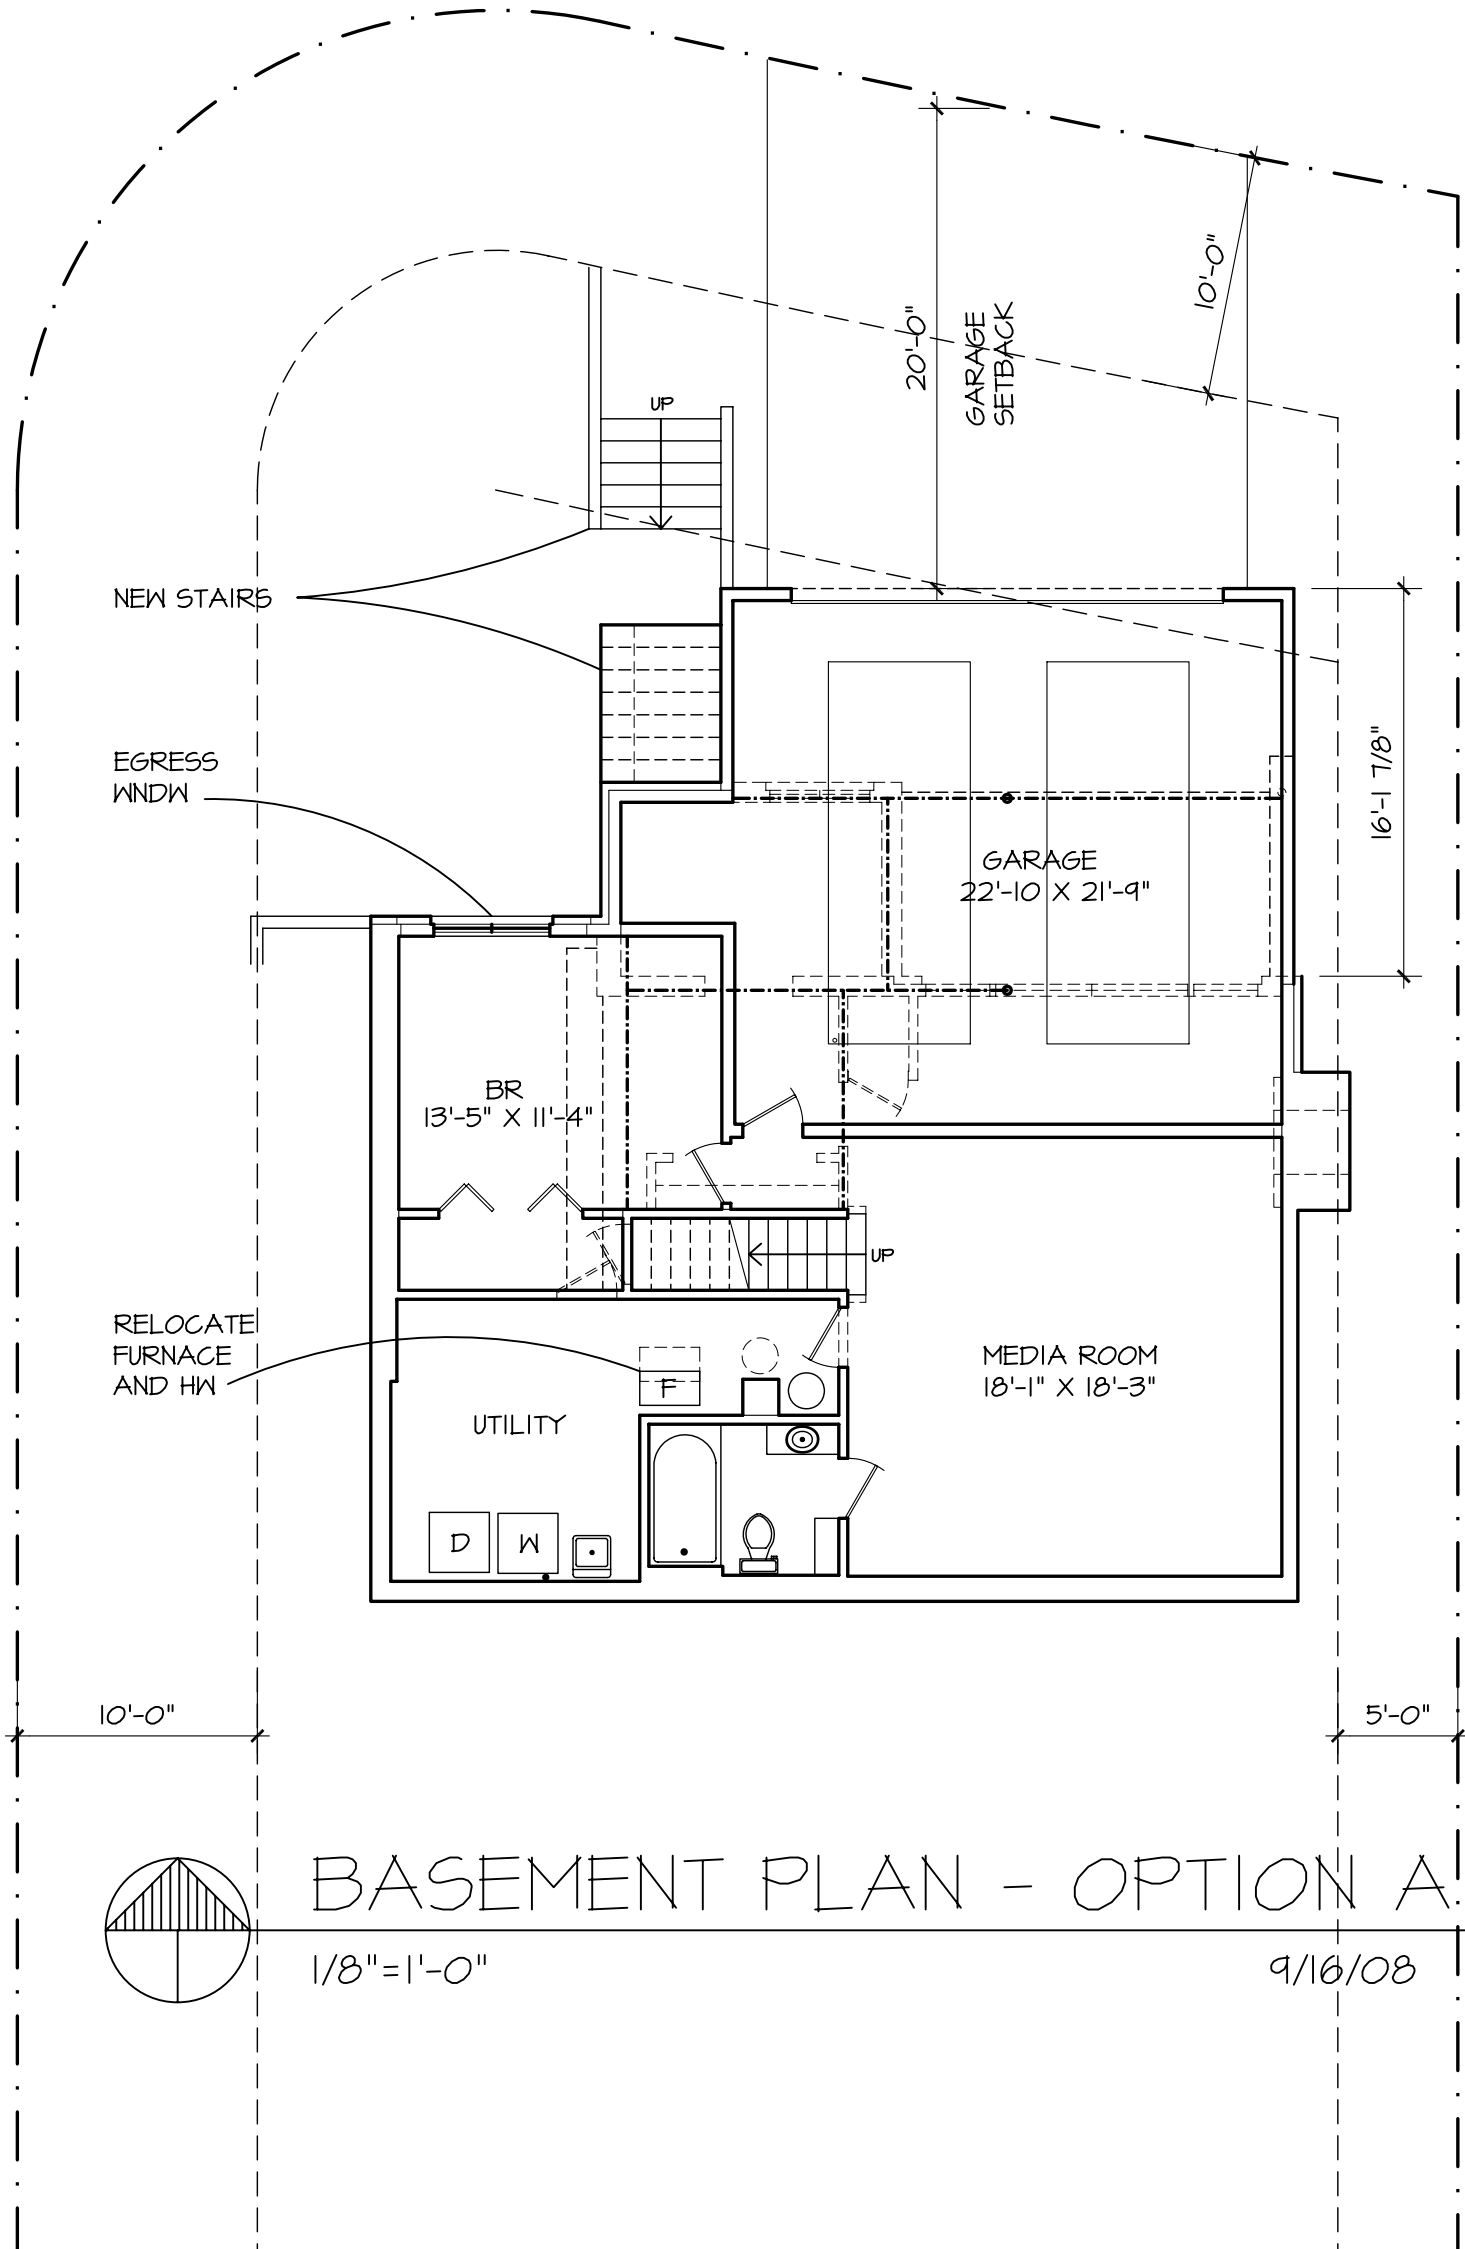 10'-0"
20'-0"
GARAGE
SETBACK
UP
NEW STAIRS
EGRESS
WNDW
16'-1 7/8"
GARAGE
22'-10 X 21'-9"
BR
13'-5" X 11'-4"
UP
RELOCATE
FURNACE
AND HW
F
MEDIA ROOM
18'-1" X 18'-3"
UTILITY
D
W
10'-0"
5'-0"
BASEMENT PLAN - OPTION A
1/8"=1'-0"
9/16/08